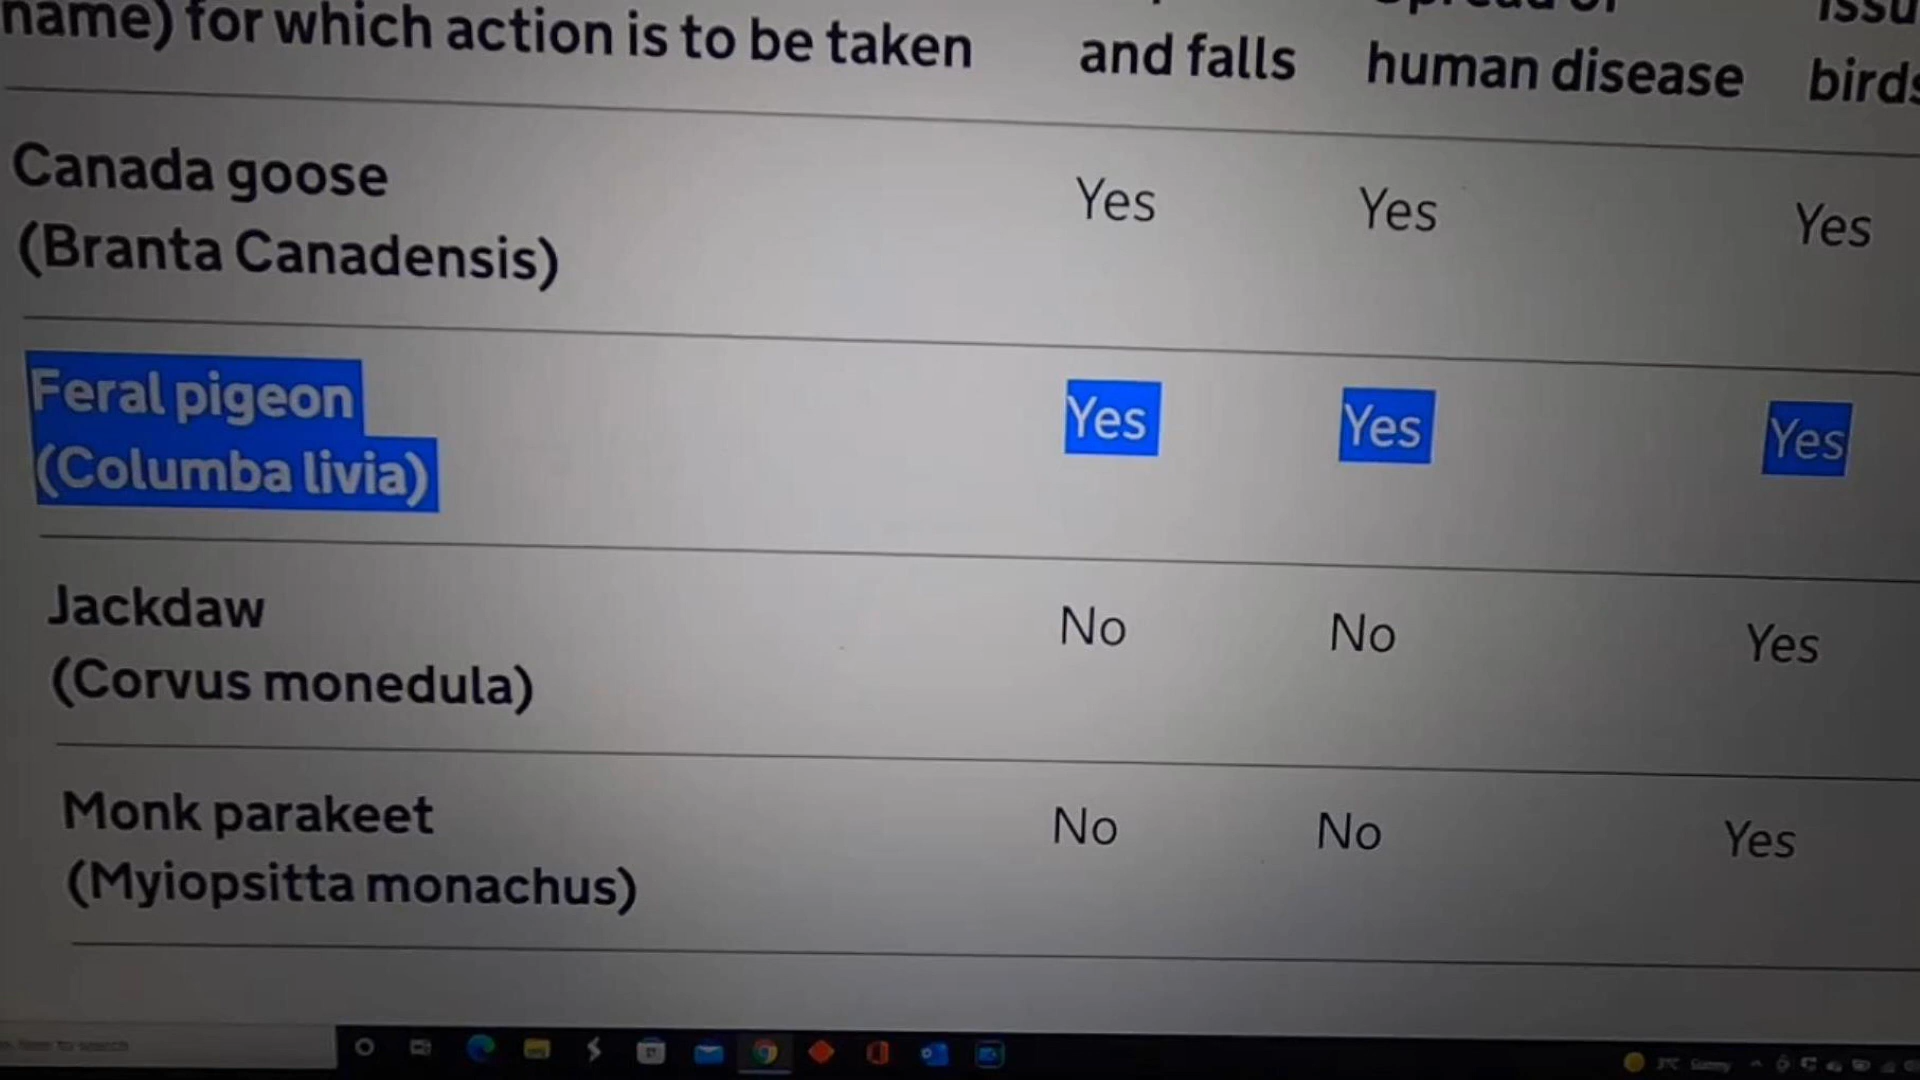 name) for which action is to be taken
and falls
human disease
birds
Canada goose
(Branta Canadensis)
Yes
Yes
Yes
Feral pigeon
(Columba livia)
Yes
Yes
Yes
Jackdaw
(Corvus monedula)
No
No
Yes
Monk parakeet
(Myiopsitta monachus)
No
No
Yes
Sunny